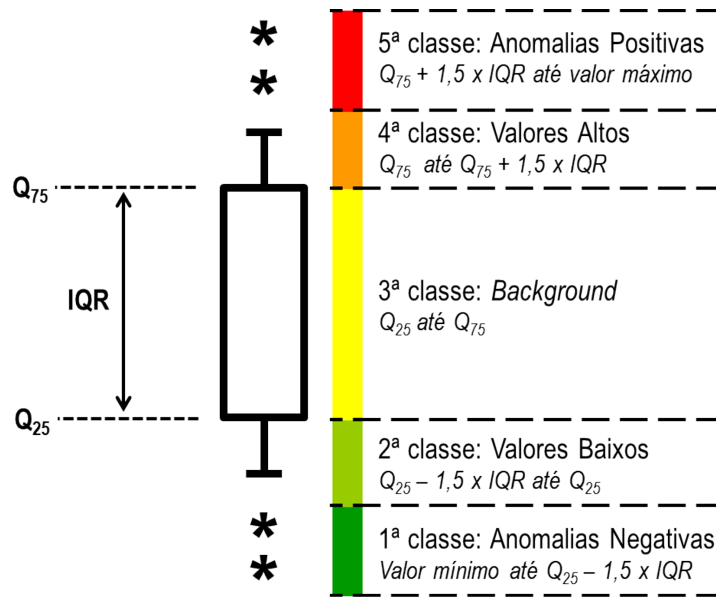 5ª classe: Anomalias Positivas
Q75 + 1,5 x IQR até valor máximo
4ª classe: Valores Altos
Q75 até Q75 + 1,5 x IQR
Q75
IQR
3ª classe: Background
Q25 até Q75
Q25
2ª classe: Valores Baixos
Q25 – 1,5 x IQR até Q25
1ª classe: Anomalias Negativas
Valor mínimo até Q25 – 1,5 x IQR